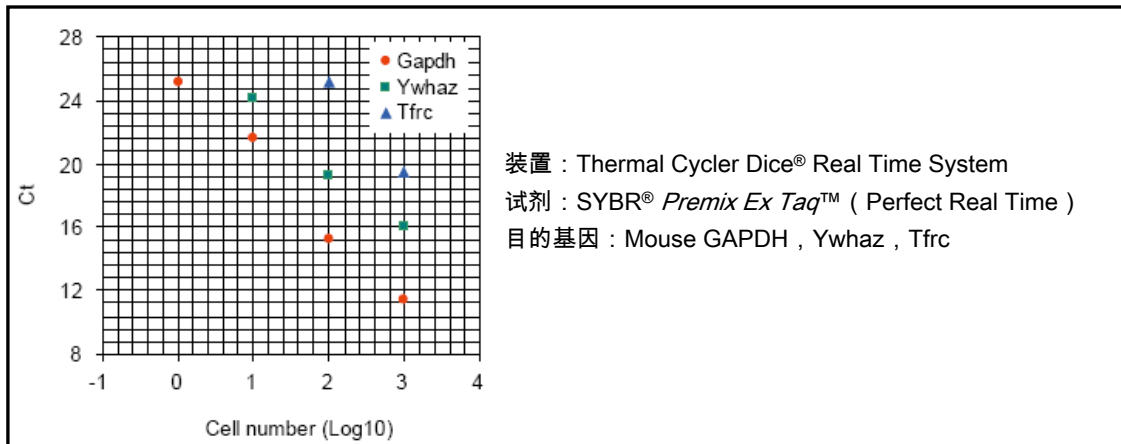 28
24
20
16
12
8
Ct
-1 0 1 2 3 4
Cell number (Log10)
Gapdh
Ywhaz
Tfrc
装置：Thermal Cycler Dice® Real Time System
试剂：SYBR® Premix Ex Taq™（Perfect Real Time）
目的基因：Mouse GAPDH，Ywhaz，Tfrc